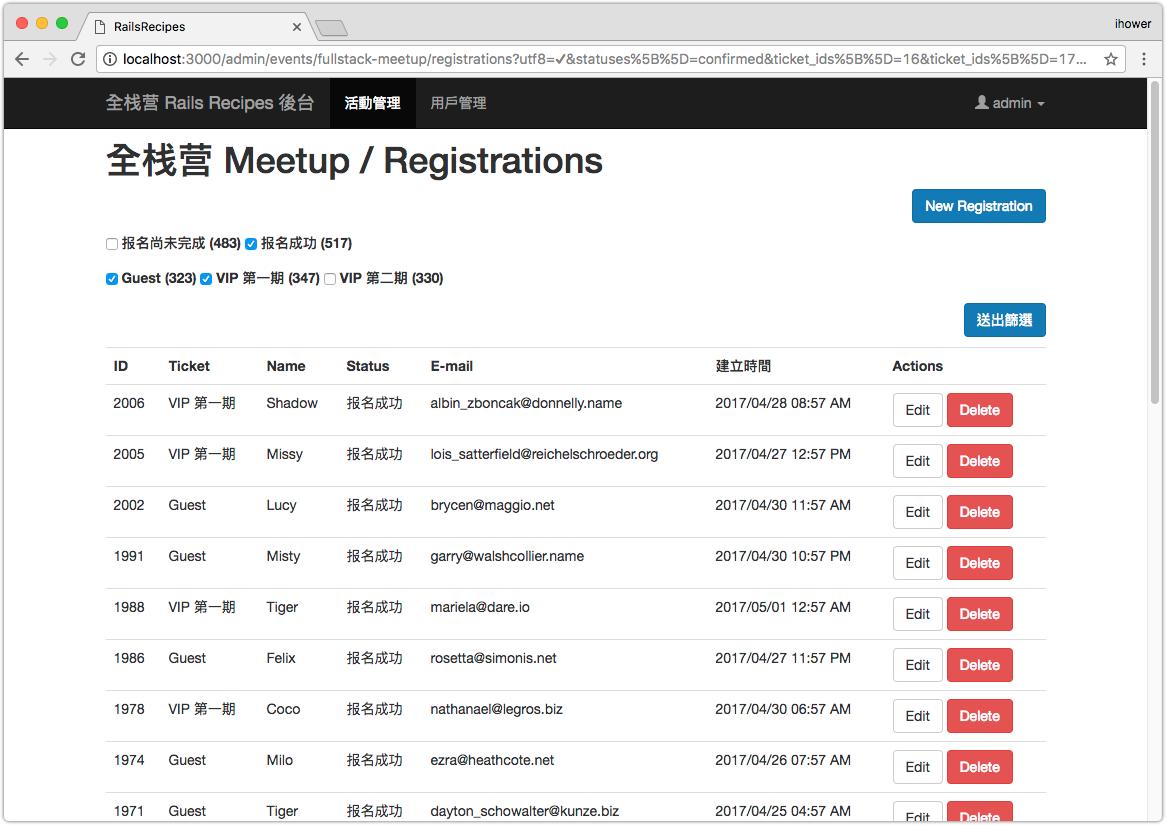 RailsRecipes
ihower
localhost:3000/admin/events/fullstack-meetup/registrations?utf8=✓&statuses%5B%5D=confirmed&ticket_ids%5B%5D=16&ticket_ids%5B%5D=17...
全栈营 Rails Recipes 後台 活動管理 用戶管理 admin
全栈营 Meetup / Registrations
New Registration
报名尚未完成 (483) 报名成功 (517)
Guest (323) VIP 第一期 (347) VIP 第二期 (330)
送出篩選
ID Ticket Name Status E-mail 建立時間 Actions
2006 VIP 第一期 Shadow 报名成功 albin_zboncak@donnelly.name 2017/04/28 08:57 AM Edit Delete
2005 VIP 第一期 Missy 报名成功 lois_satterfield@reichelschroeder.org 2017/04/27 12:57 PM Edit Delete
2002 Guest Lucy 报名成功 brycen@maggio.net 2017/04/30 11:57 AM Edit Delete
1991 Guest Misty 报名成功 garry@walshcollier.name 2017/04/30 10:57 PM Edit Delete
1988 VIP 第一期 Tiger 报名成功 mariela@dare.io 2017/05/01 12:57 AM Edit Delete
1986 Guest Felix 报名成功 rosetta@simonis.net 2017/04/27 11:57 PM Edit Delete
1978 VIP 第一期 Coco 报名成功 nathanael@legros.biz 2017/04/30 06:57 AM Edit Delete
1974 Guest Milo 报名成功 ezra@heathcote.net 2017/04/26 07:57 AM Edit Delete
1971 Guest Tiger 报名成功 dayton_schowalter@kunze.biz 2017/04/25 04:57 AM Edit Delete